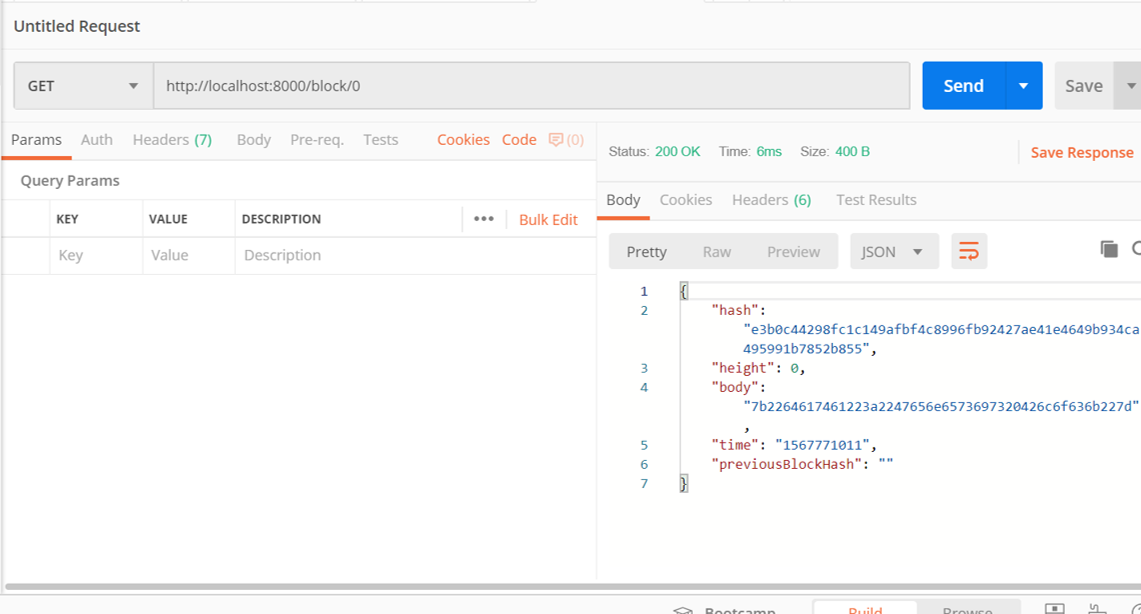 Untitled Request
GET
http://localhost:8000/block/0
Send
Save
Params Auth Headers (7) Body Pre-req. Tests Cookies Code (0)
Query Params
KEY VALUE DESCRIPTION ••• Bulk Edit
Key Value Description
Status: 200 OK Time: 6ms Size: 400 B Save Response
Body Cookies Headers (6) Test Results
Pretty Raw Preview JSON
1 {
2 "hash":
"e3b0c44298fc1c149afbf4c8996fb92427ae41e4649b934ca
495991b7852b855",
3 "height": 0,
4 "body":
"7b2264617461223a2247656e6573697320426c6f636b227d"
,
5 "time": "1567771011",
6 "previousBlockHash": ""
7 }
Bootcamp Build Browse